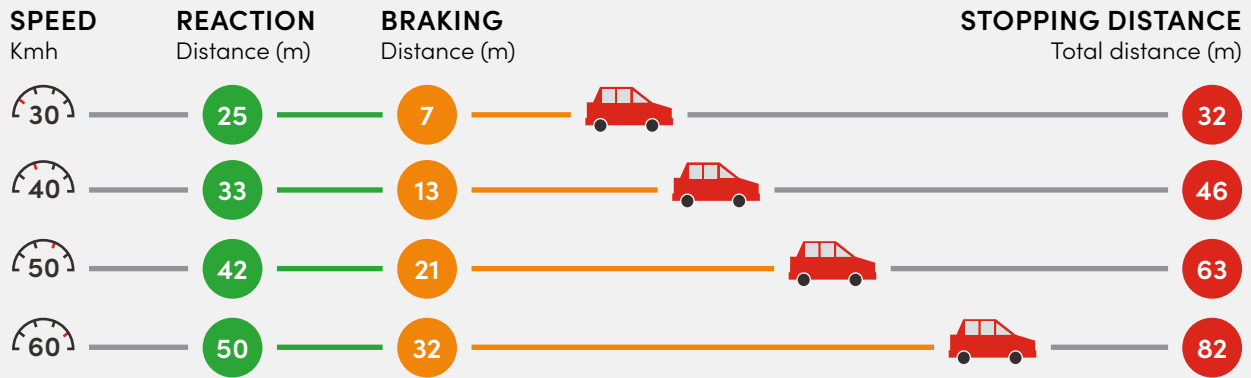 SPEED REACTION BRAKING STOPPING DISTANCE
Kmh Distance (m) Distance (m) Total distance (m)
30 25 7 32
40 33 13 46
50 42 21 63
60 50 32 82